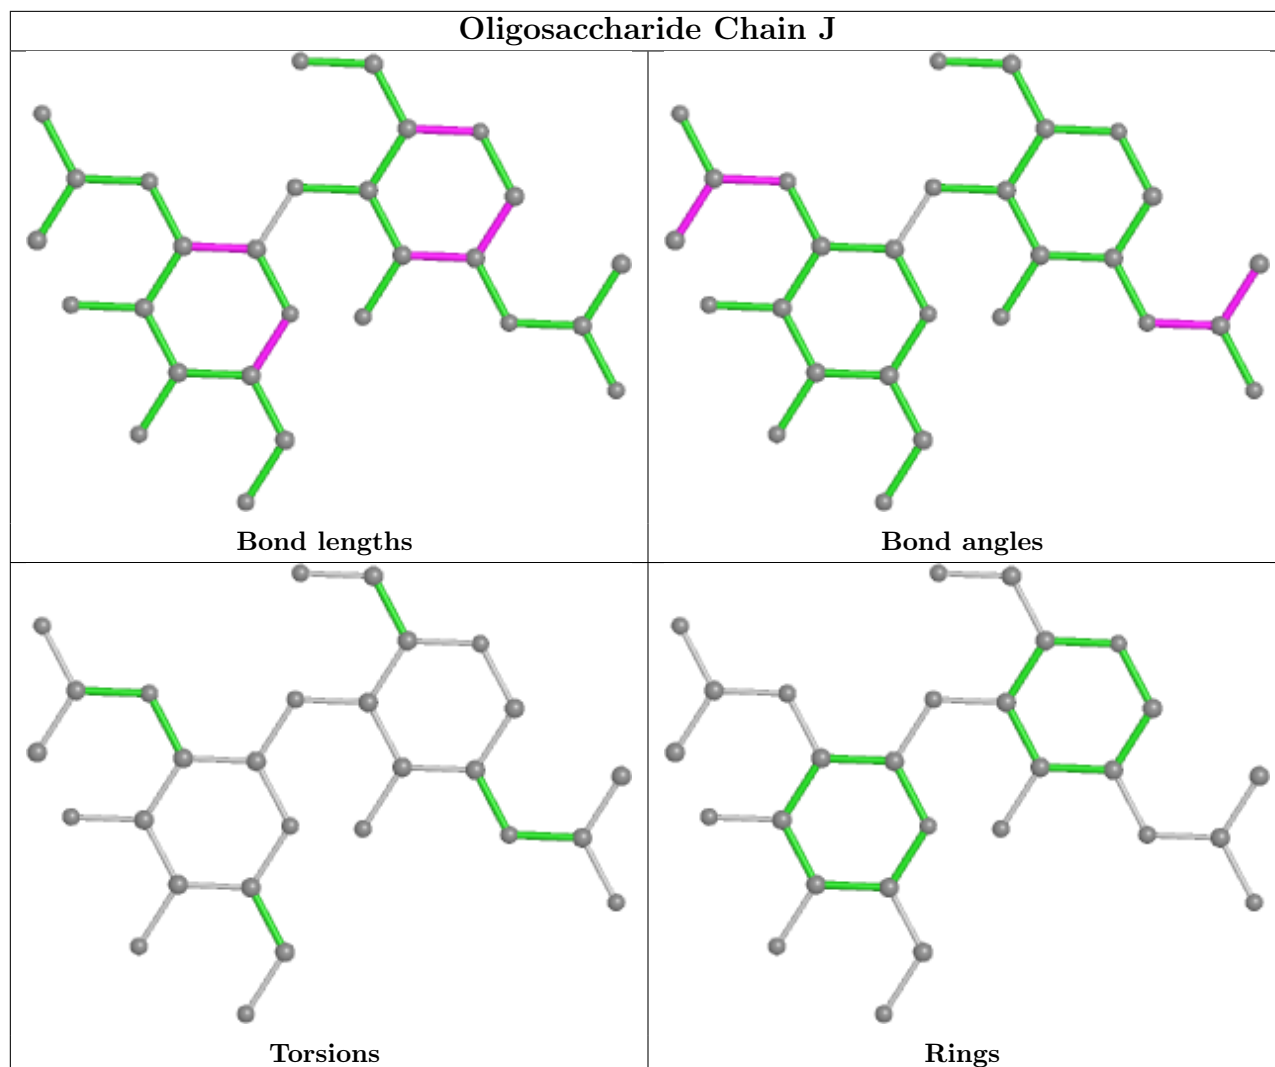 Oligosaccharide Chain J
Bond lengths
Bond angles
Torsions
Rings